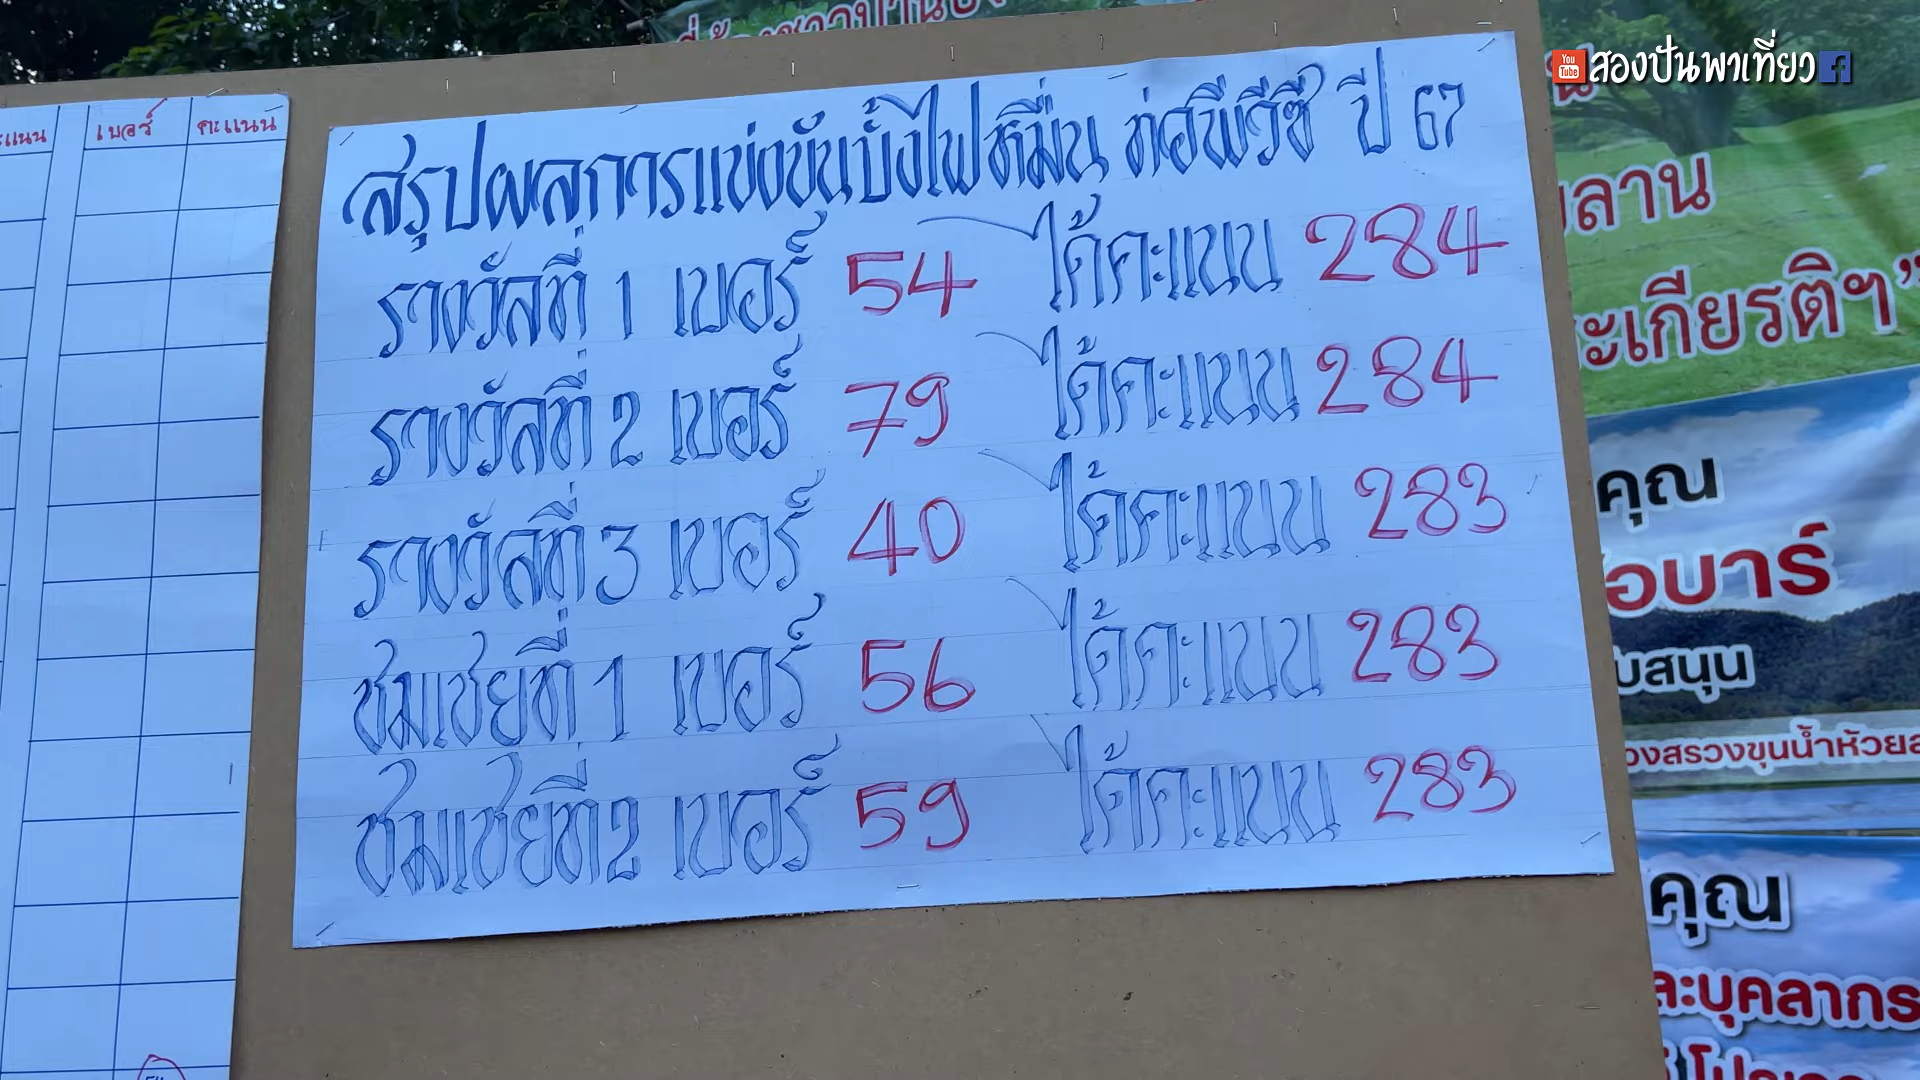 สองปันพาเที่ยว
สรุปผลการแข่งขันบั้งไฟหมื่น ท่อพีวีซี ปี 67
รางวัลที่ 1 เบอร์ 54 ได้คะแนน 284
รางวัลที่ 2 เบอร์ 79 ได้คะแนน 284
รางวัลที่ 3 เบอร์ 40 ได้คะแนน 283
ชมเชยที่ 1 เบอร์ 56 ได้คะแนน 283
ชมเชยที่ 2 เบอร์ 59 ได้คะแนน 283
ะแนน เบอร์ คะแนน
ลาน
ะเกียรติฯ”
คุณ
อบาร์
บสนุน
องสรวงขุนน้ำห้วย
คุณ
ละบุคลากร